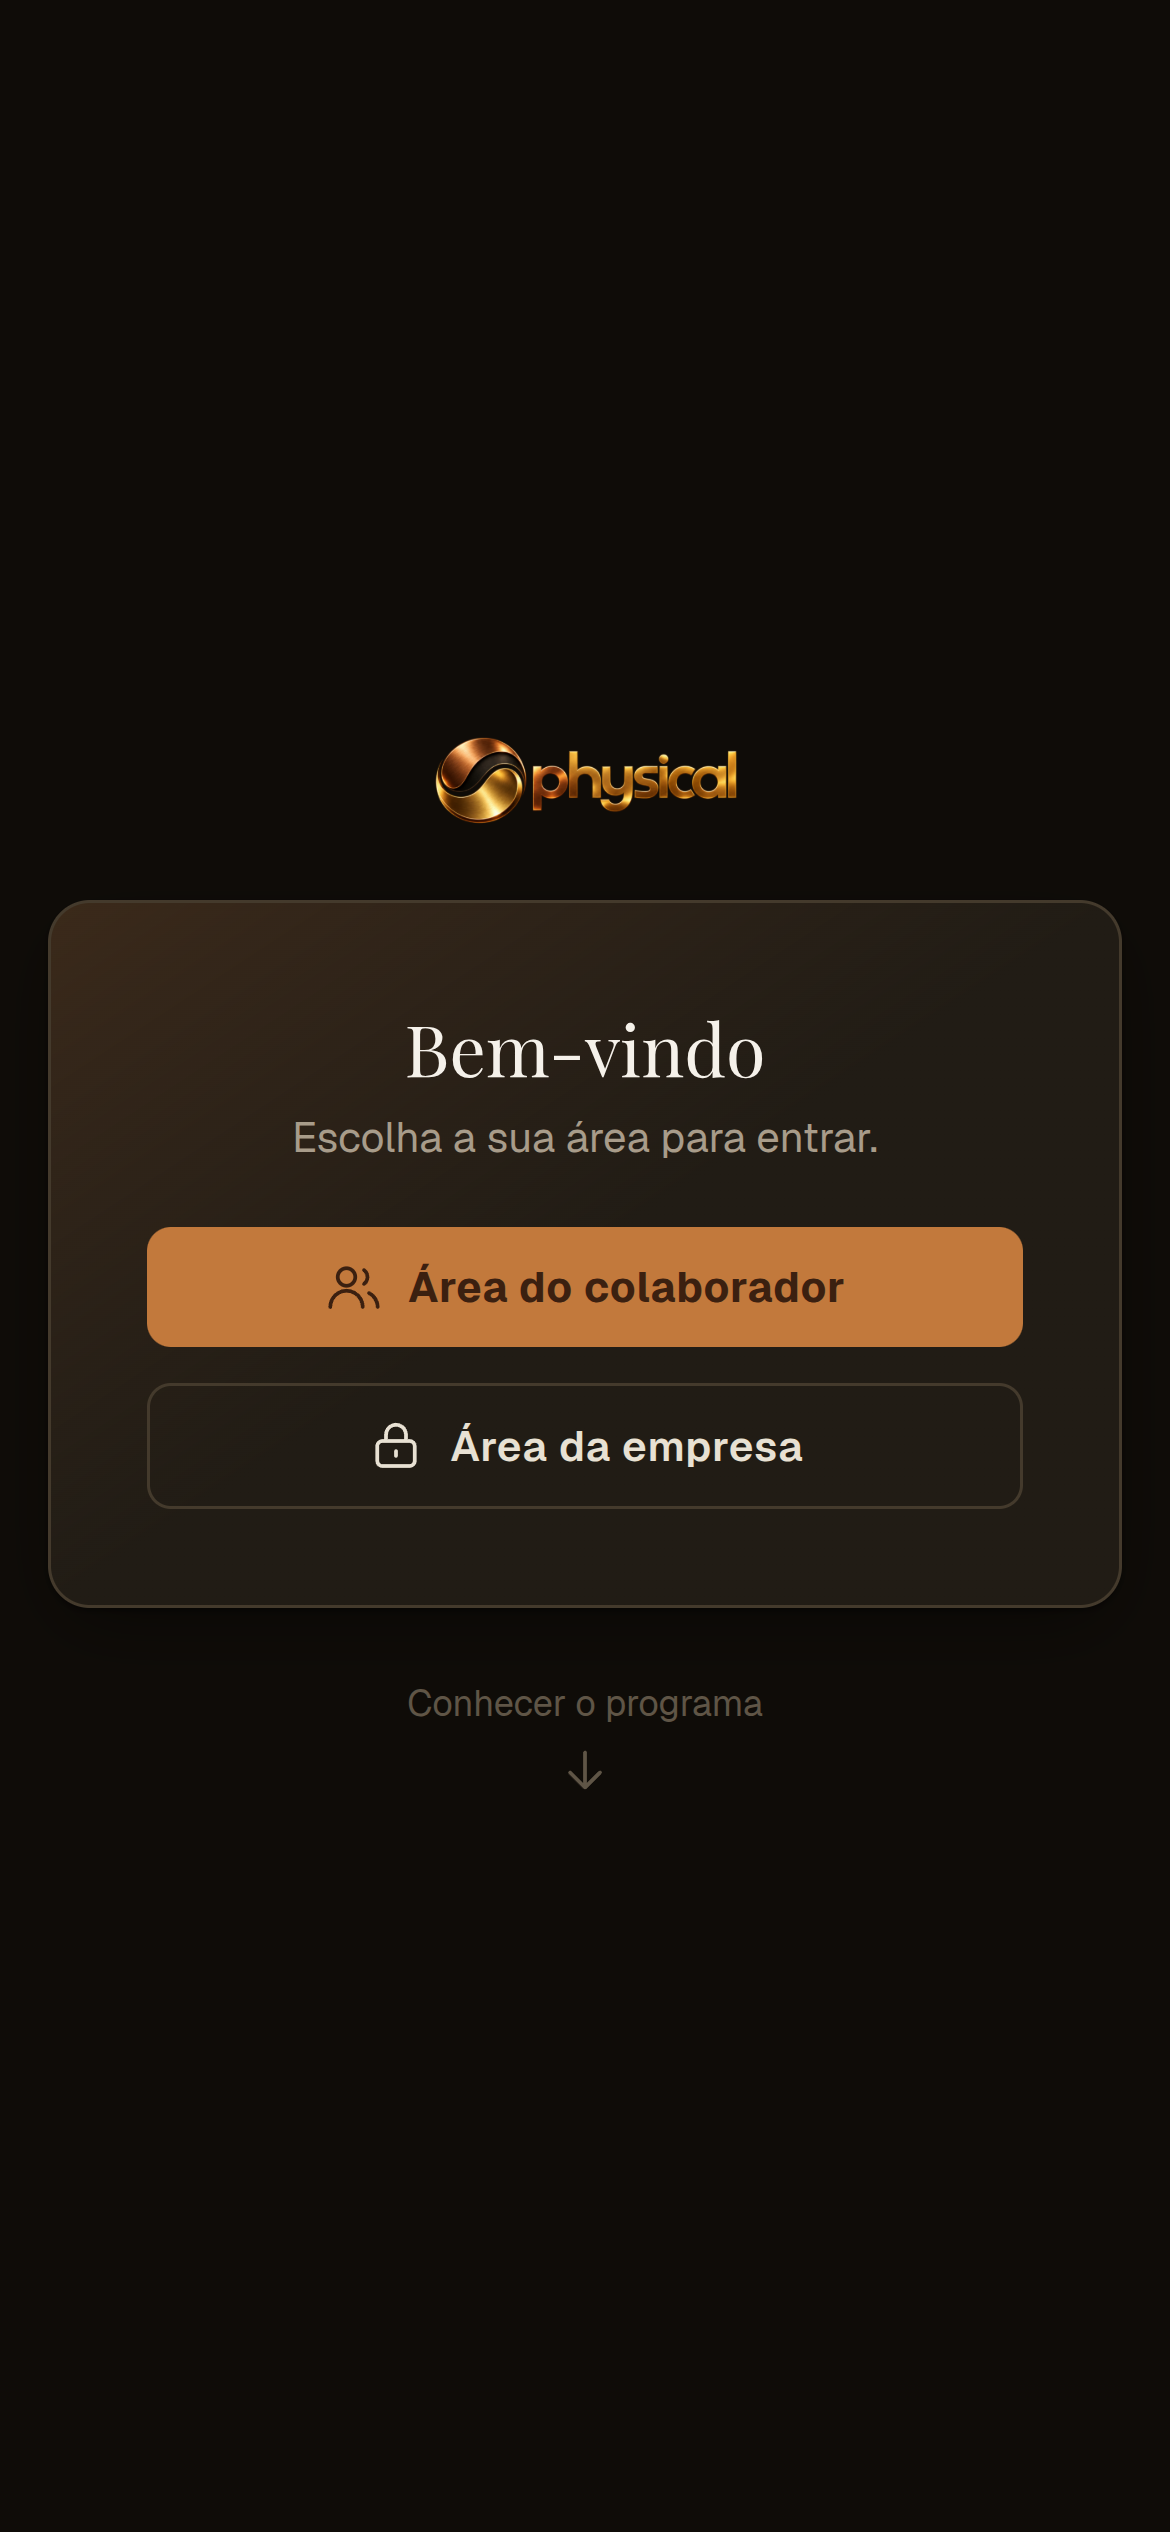 physical
Bem-vindo
Escolha a sua área para entrar.
Área do colaborador
Área da empresa
Conhecer o programa